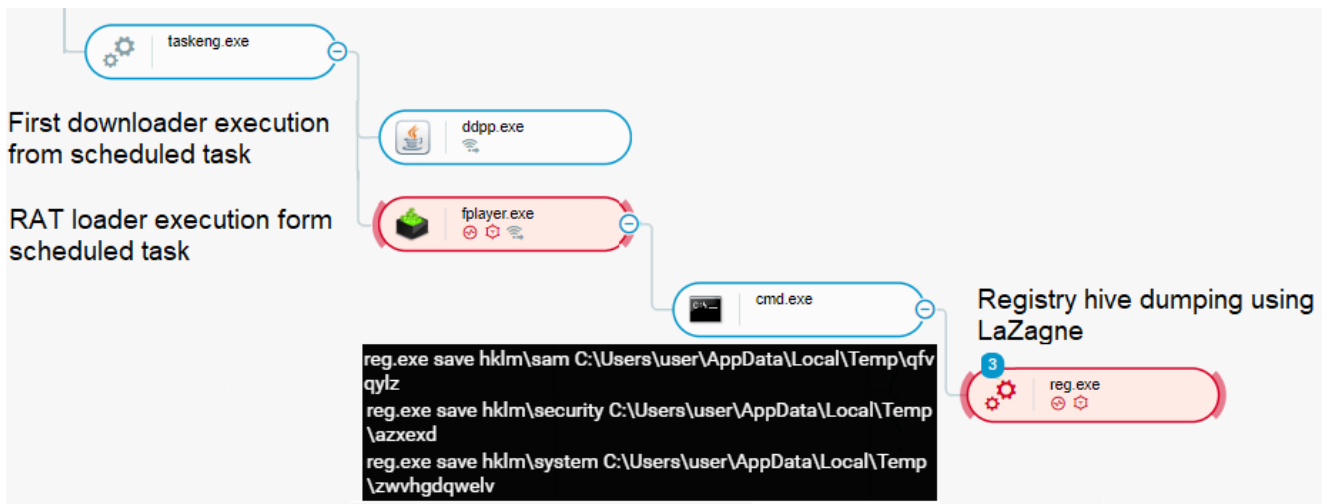 taskeng.exe
First downloader execution
from scheduled task
ddpp.exe
RAT loader execution form
scheduled task
fplayer.exe
cmd.exe
Registry hive dumping using
LaZagne
3
reg.exe
reg.exe save hklm\sam C:\Users\user\AppData\Local\Temp\qfv
qylz
reg.exe save hklm\security C:\Users\user\AppData\Local\Temp
\azxexd
reg.exe save hklm\system C:\Users\user\AppData\Local\Temp
\zwvhgdqwelv